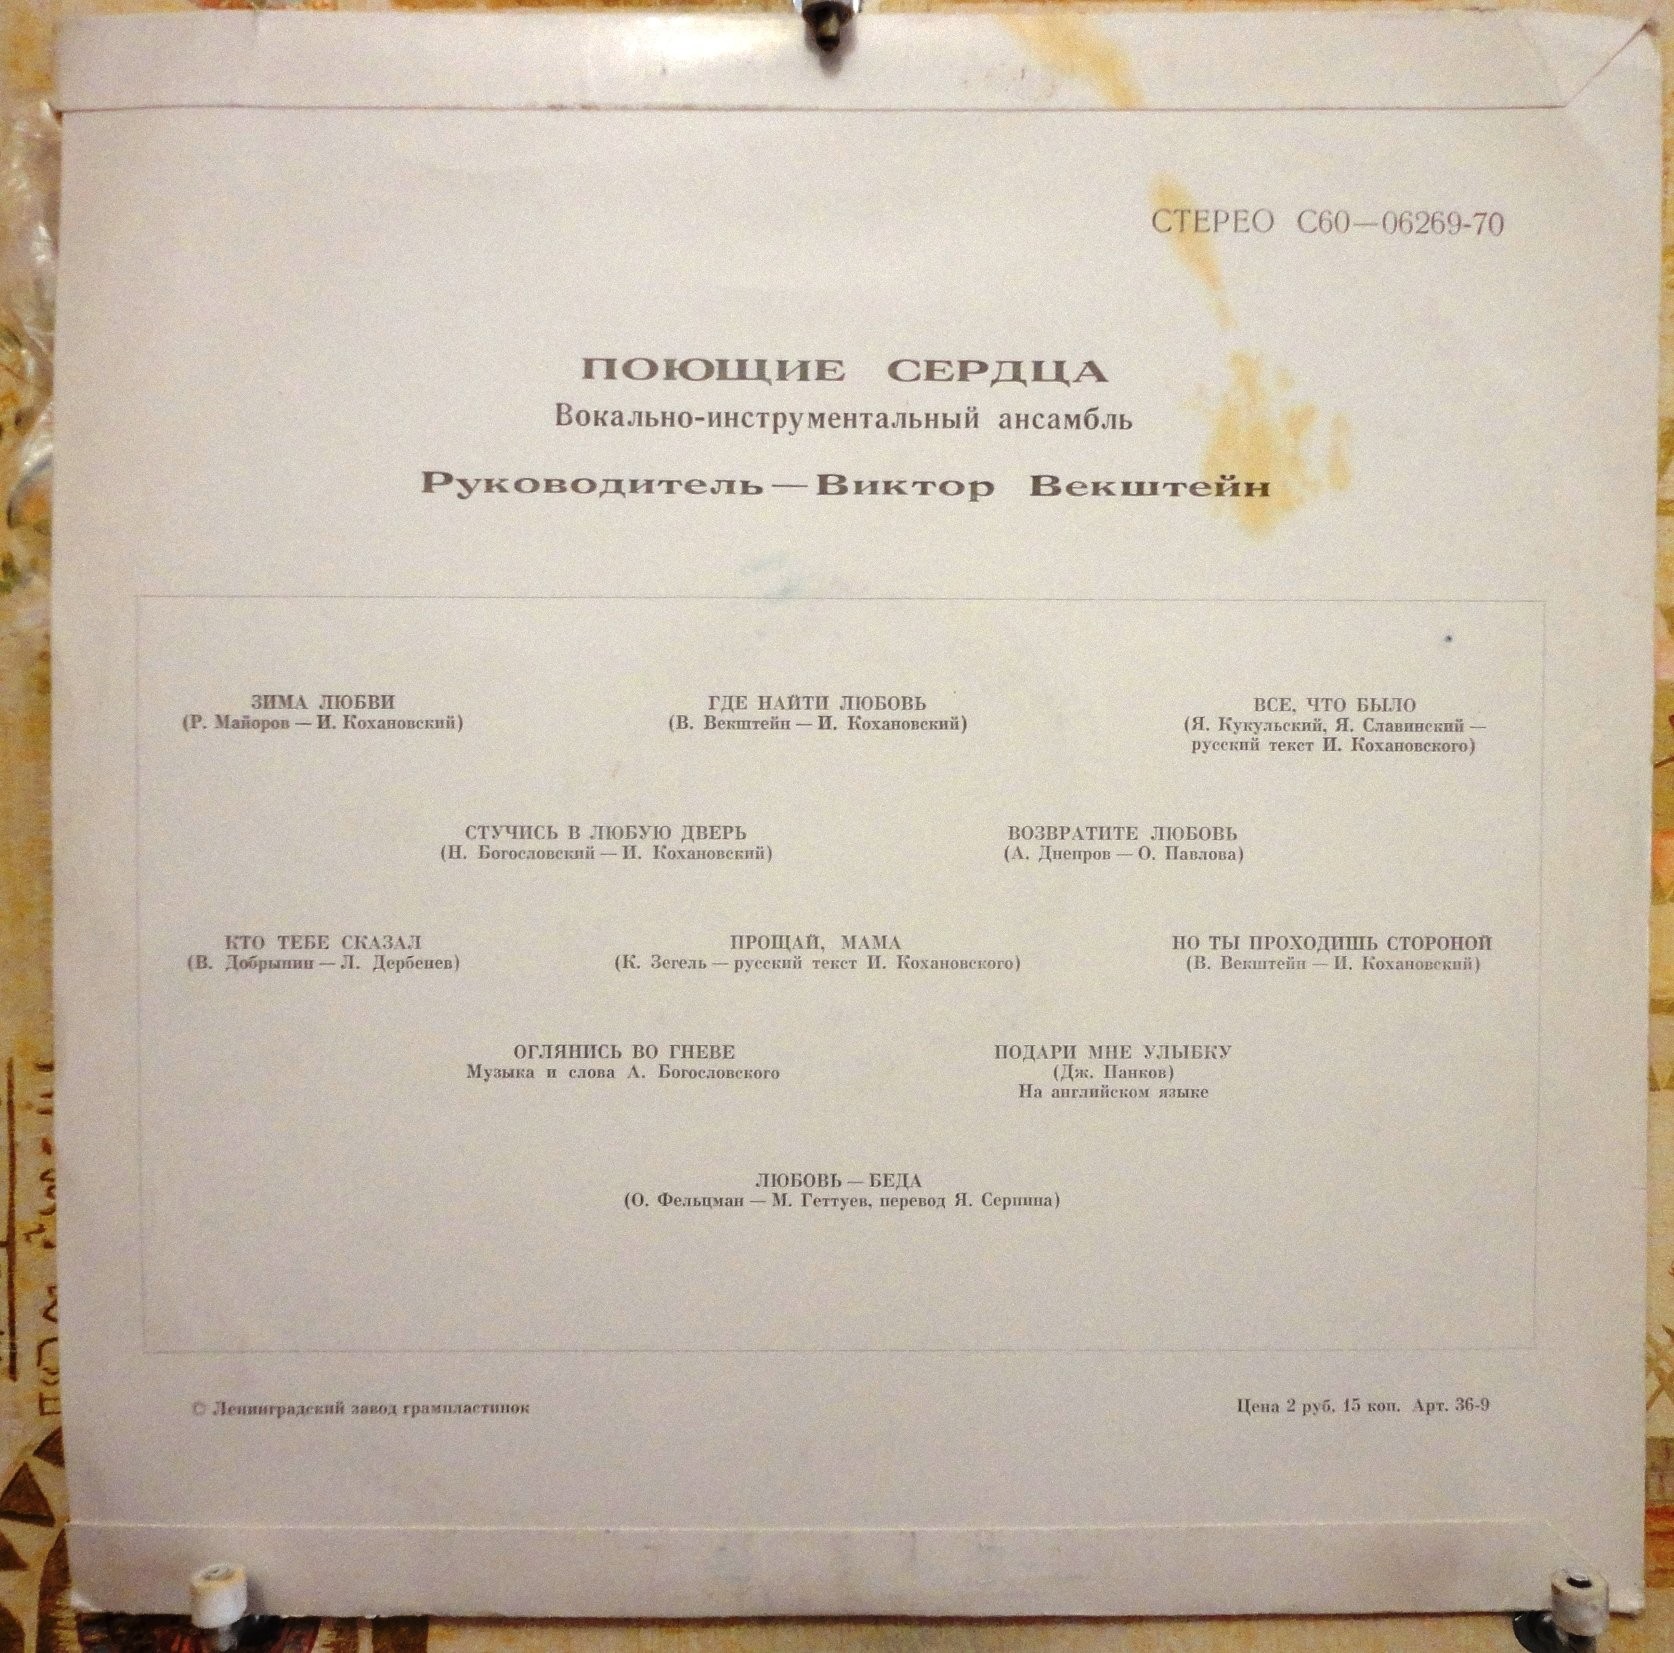 СТЕРЕО С60—06269-70
ПОЮЩИЕ СЕРДЦА
Вокально-инструментальный ансамбль
Руководитель—Виктор Векштейн
ЗИМА ЛЮБВИ
(Р. Майоров — И. Кохановский)
ГДЕ НАЙТИ ЛЮБОВЬ
(В. Векштейн — И. Кохановский)
ВСЕ, ЧТО БЫЛО
(Я. Кукульский, Я. Славинский —
русский текст И. Кохановского)
СТУЧИСЬ В ЛЮБУЮ ДВЕРЬ
(Н. Богословский — И. Кохановский)
ВОЗВРАТИТЕ ЛЮБОВЬ
(А. Днепров — О. Павлова)
КТО ТЕБЕ СКАЗАЛ
(В. Добрынин — Л. Дербенев)
ПРОЩАЙ, МАМА
(К. Зегель — русский текст И. Кохановского)
НО ТЫ ПРОХОДИШЬ СТОРОНОЙ
(В. Векштейн — И. Кохановский)
ОГЛЯНИСЬ ВО ГНЕВЕ
Музыка и слова А. Богословского
ПОДАРИ МНЕ УЛЫБКУ
(Дж. Панков)
На английском языке
ЛЮБОВЬ — БЕДА
(О. Фельцман — М. Геттуев, перевод Я. Серпина)
© Ленинградский завод грампластинок
Цена 2 руб. 15 коп. Арт. 36-9